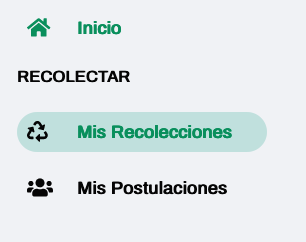 Inicio
RECOLECTAR
Mis Recolecciones
Mis Postulaciones